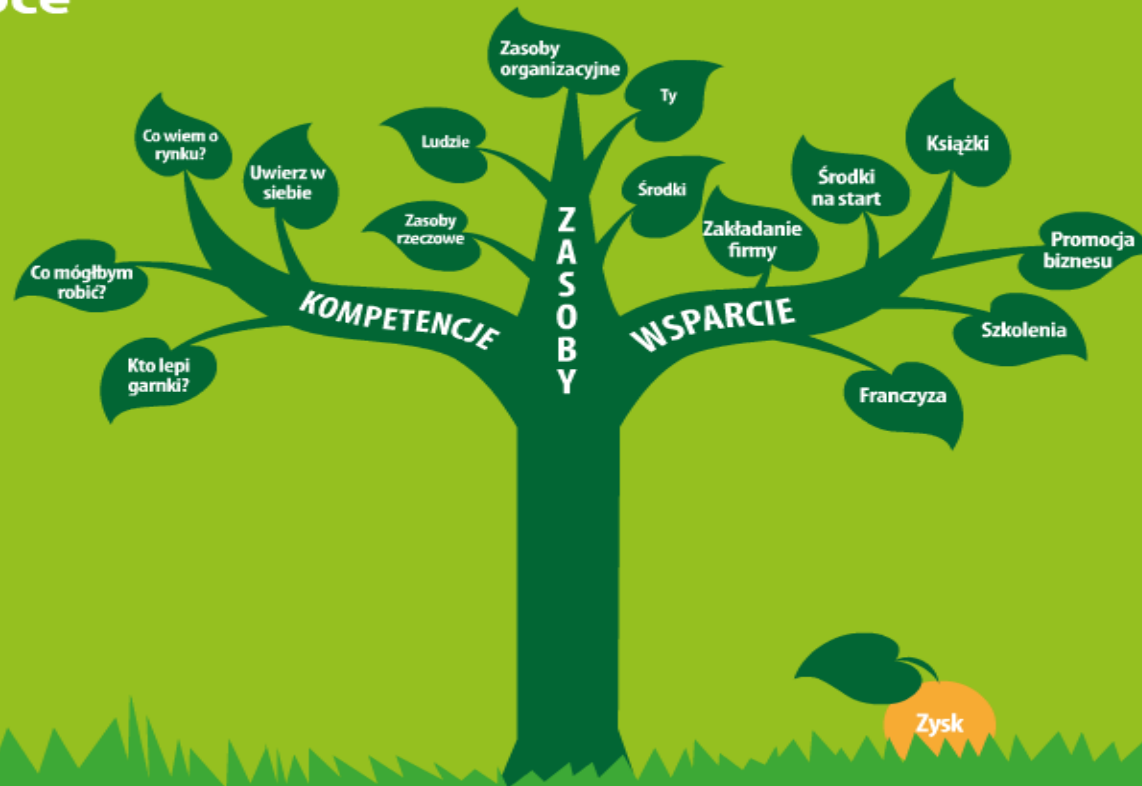 Zasoby
organizacyjne
Ty
Ludzie
Środki
Zasoby
rzeczowe
ZASOBY
Co wiem o
rynku?
Uwierz w
siebie
Co mógłbym
robić?
Kto lepi
garnki?
KOMPETENCJE
Zakładanie
firmy
Środki
na start
Książki
Promocja
biznesu
Szkolenia
Franczyza
WSPARCIE
Zysk